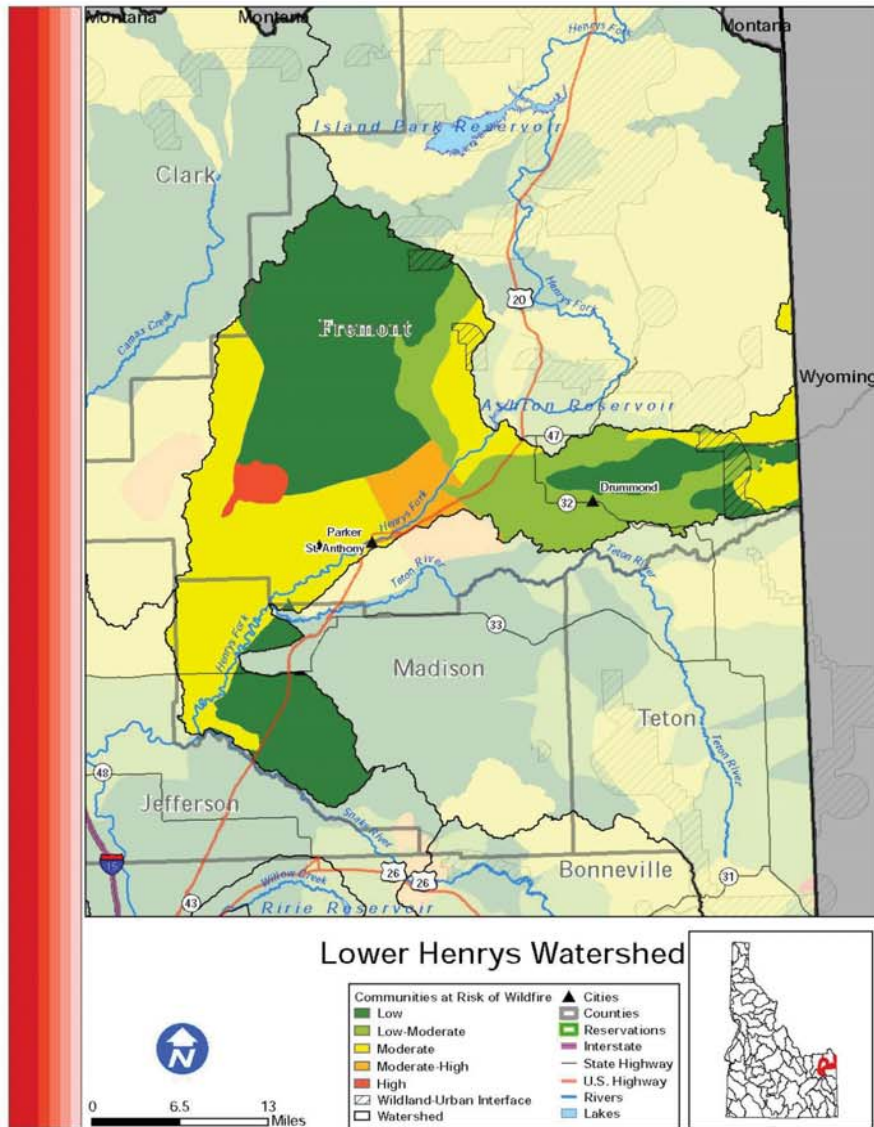 Montana
Montana
Montana
Henrys Fork
Island Park Reservoir
Clark
Camas Creek
Fremont
20
Henrys Fork
Wyoming
Ashton Reservoir
47
Drummond
32
Henrys Fork
Parker
St. Anthony
Teton River
Teton River
33
Henrys Fork
Madison
Teton
Teton River
48
Jefferson
Snake River
15
26
26
Bonneville
31
43
Willow Creek
Ririe Reservoir
Lower Henrys Watershed
Communities at Risk of Wildfire
Low
Low-Moderate
Moderate
Moderate-High
High
Wildland-Urban Interface
Watershed
Cities
Counties
Reservations
Interstate
State Highway
U.S. Highway
Rivers
Lakes
N
0 6.5 13
Miles